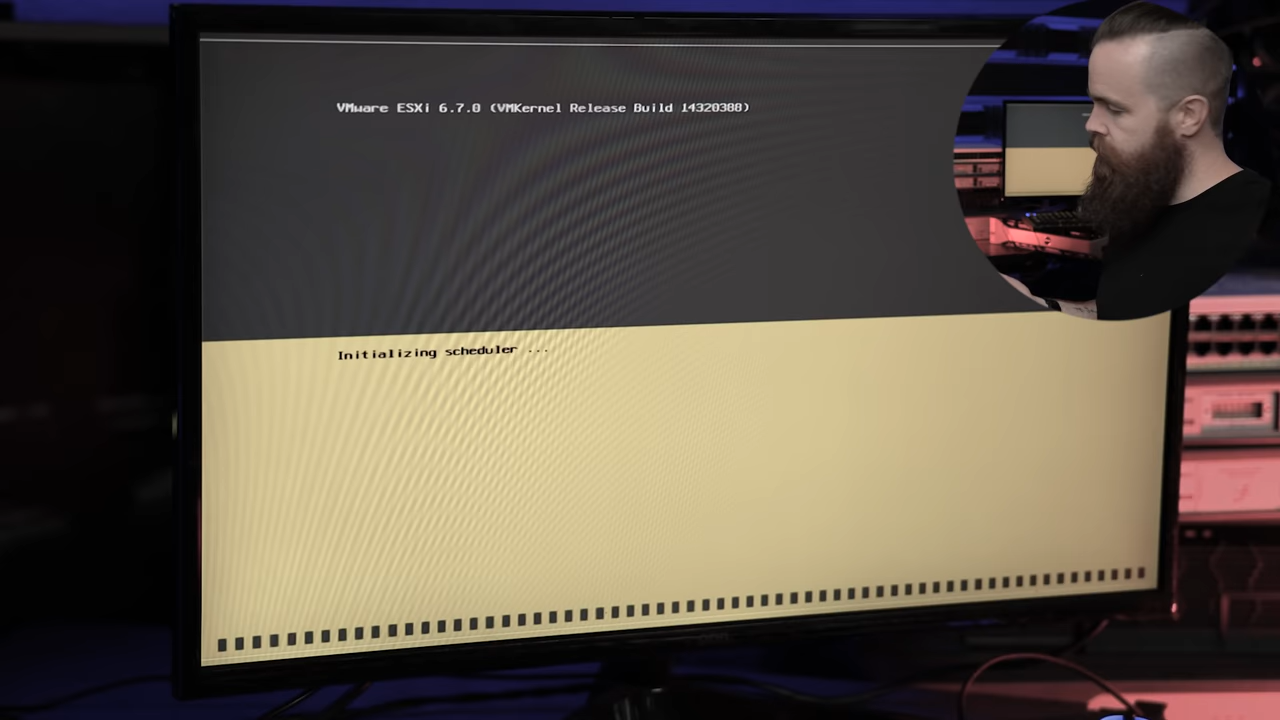 VMware ESXi 6.7.0 (VMKernel Release Build 14320388)
Initializing scheduler ...